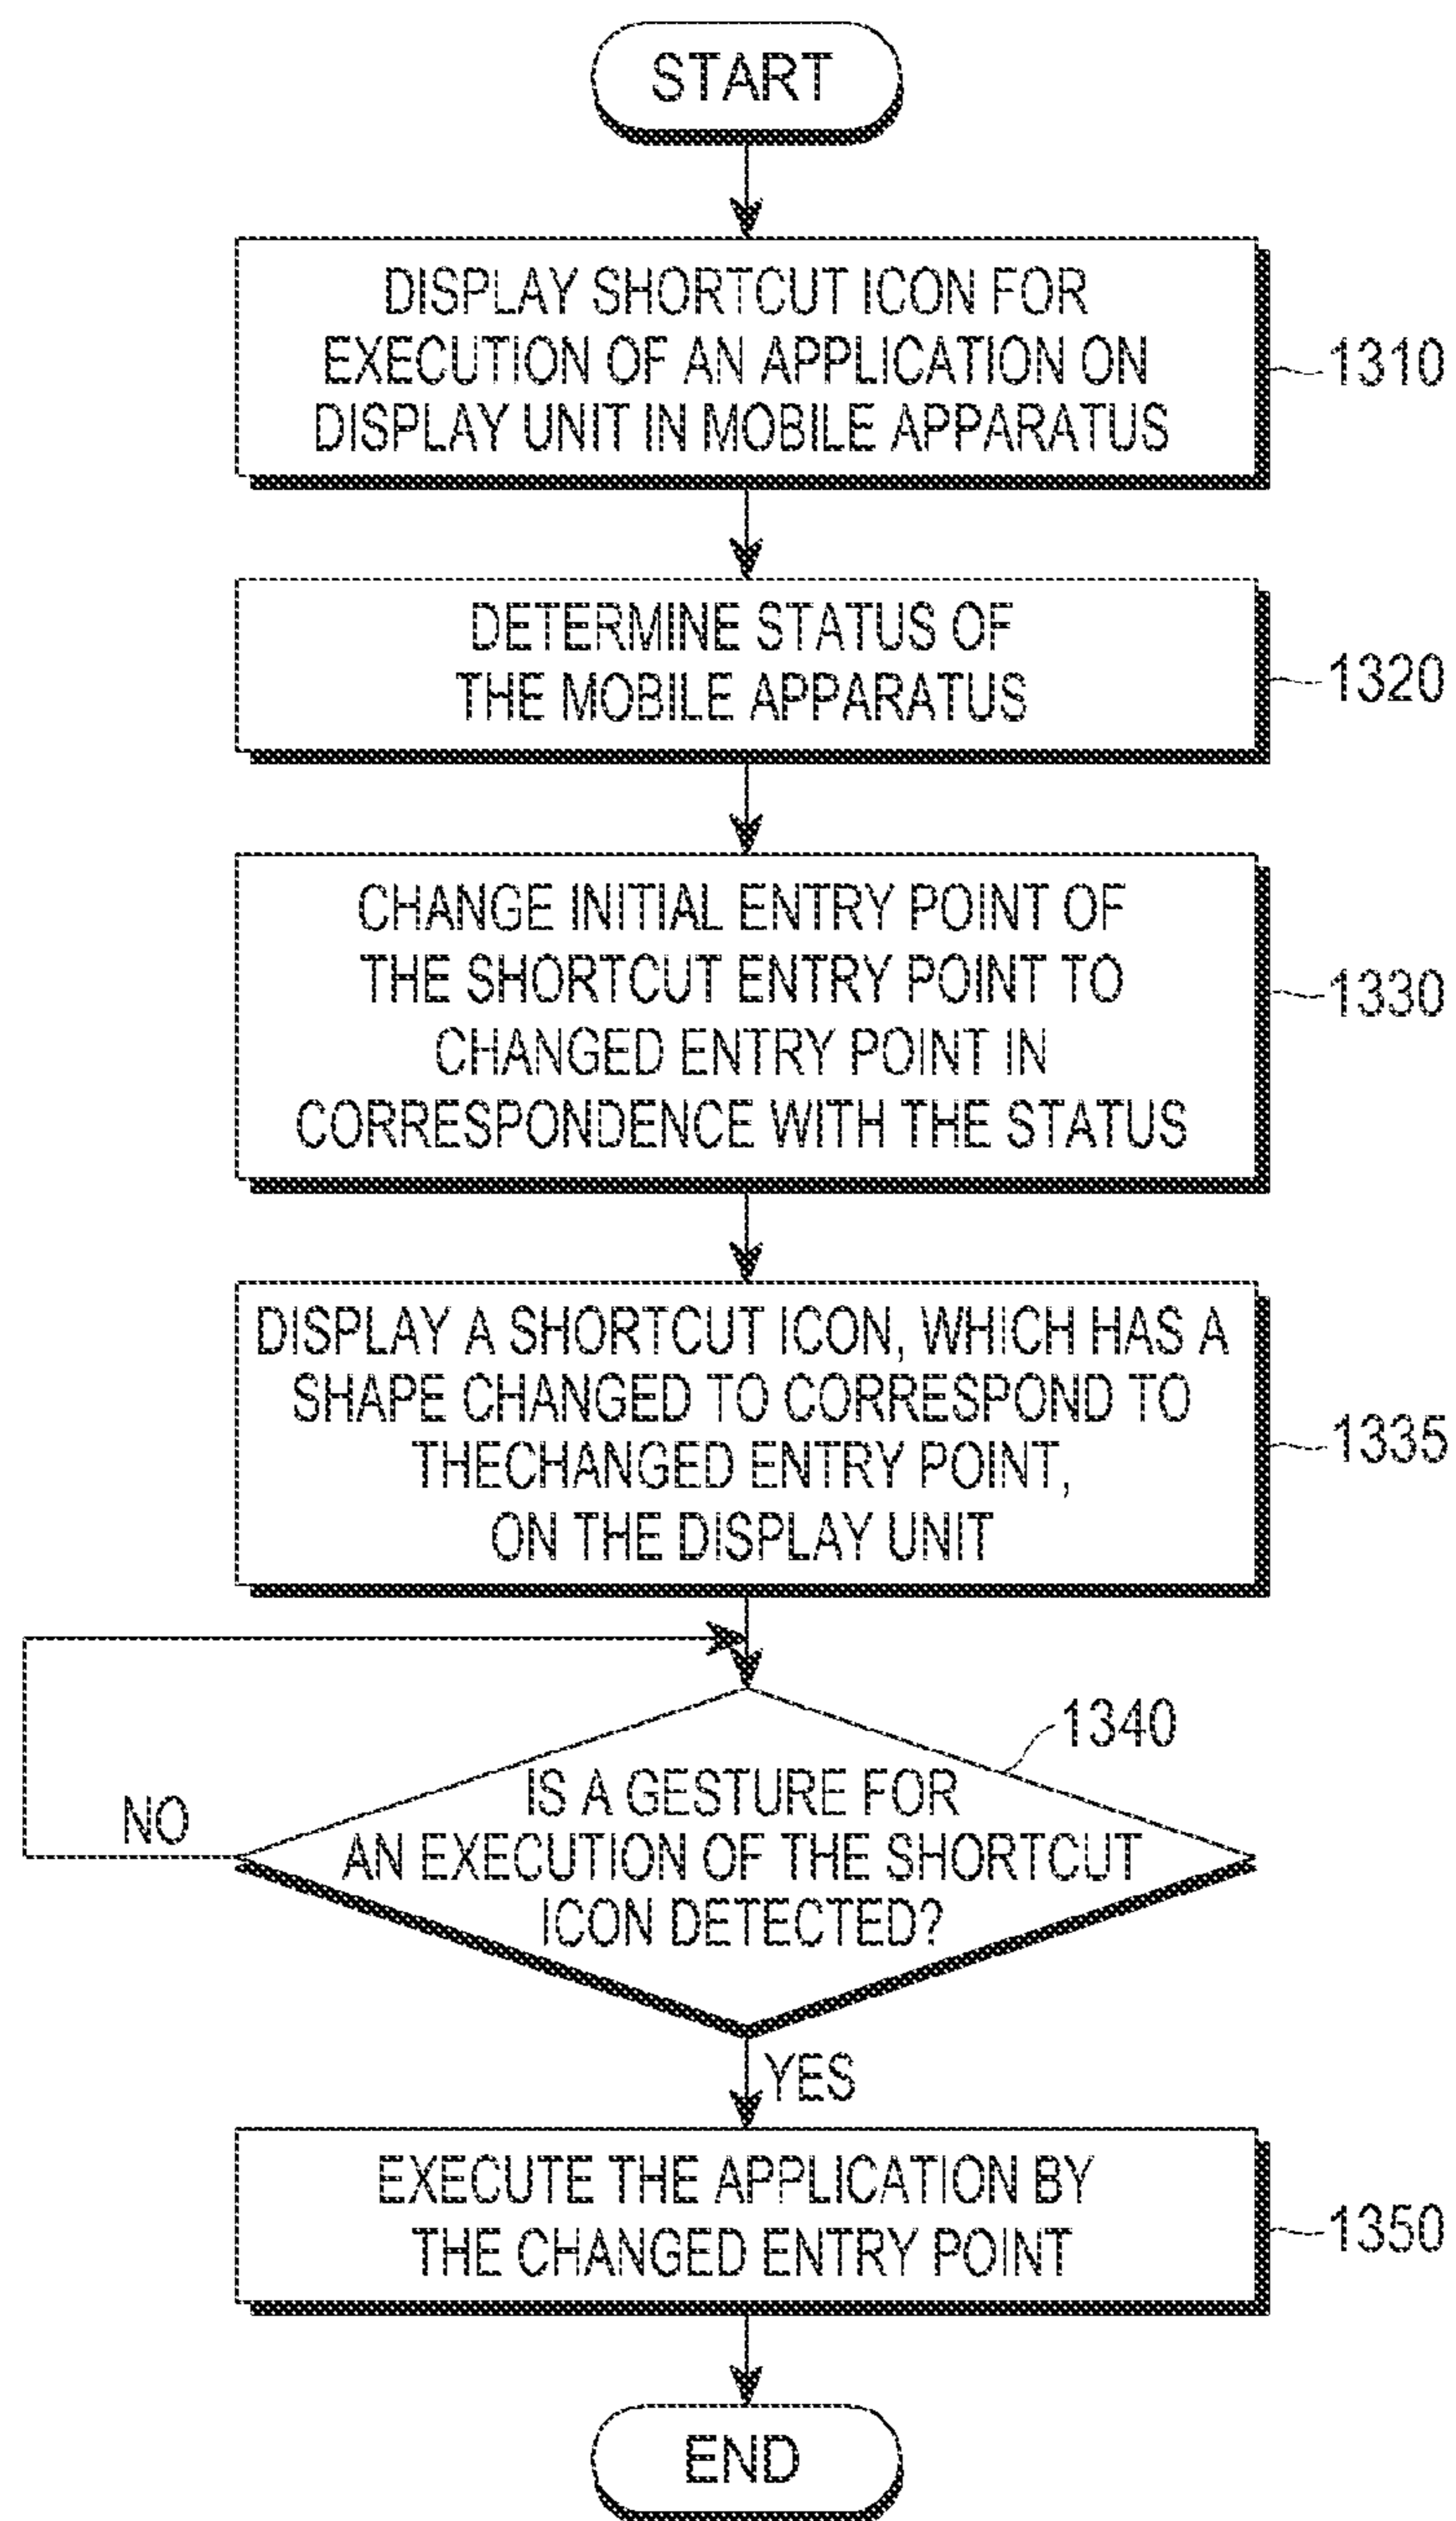 START
DISPLAY SHORTCUT ICON FOR
EXECUTION OF AN APPLICATION ON
DISPLAY UNIT IN MOBILE APPARATUS
1310
DETERMINE STATUS OF
THE MOBILE APPARATUS
1320
CHANGE INITIAL ENTRY POINT OF
THE SHORTCUT ENTRY POINT TO
CHANGED ENTRY POINT IN
CORRESPONDENCE WITH THE STATUS
1330
DISPLAY A SHORTCUT ICON, WHICH HAS A
SHAPE CHANGED TO CORRESPOND TO
THECHANGED ENTRY POINT,
ON THE DISPLAY UNIT
1335
1340
IS A GESTURE FOR
AN EXECUTION OF THE SHORTCUT
ICON DETECTED?
NO
YES
EXECUTE THE APPLICATION BY
THE CHANGED ENTRY POINT
1350
END